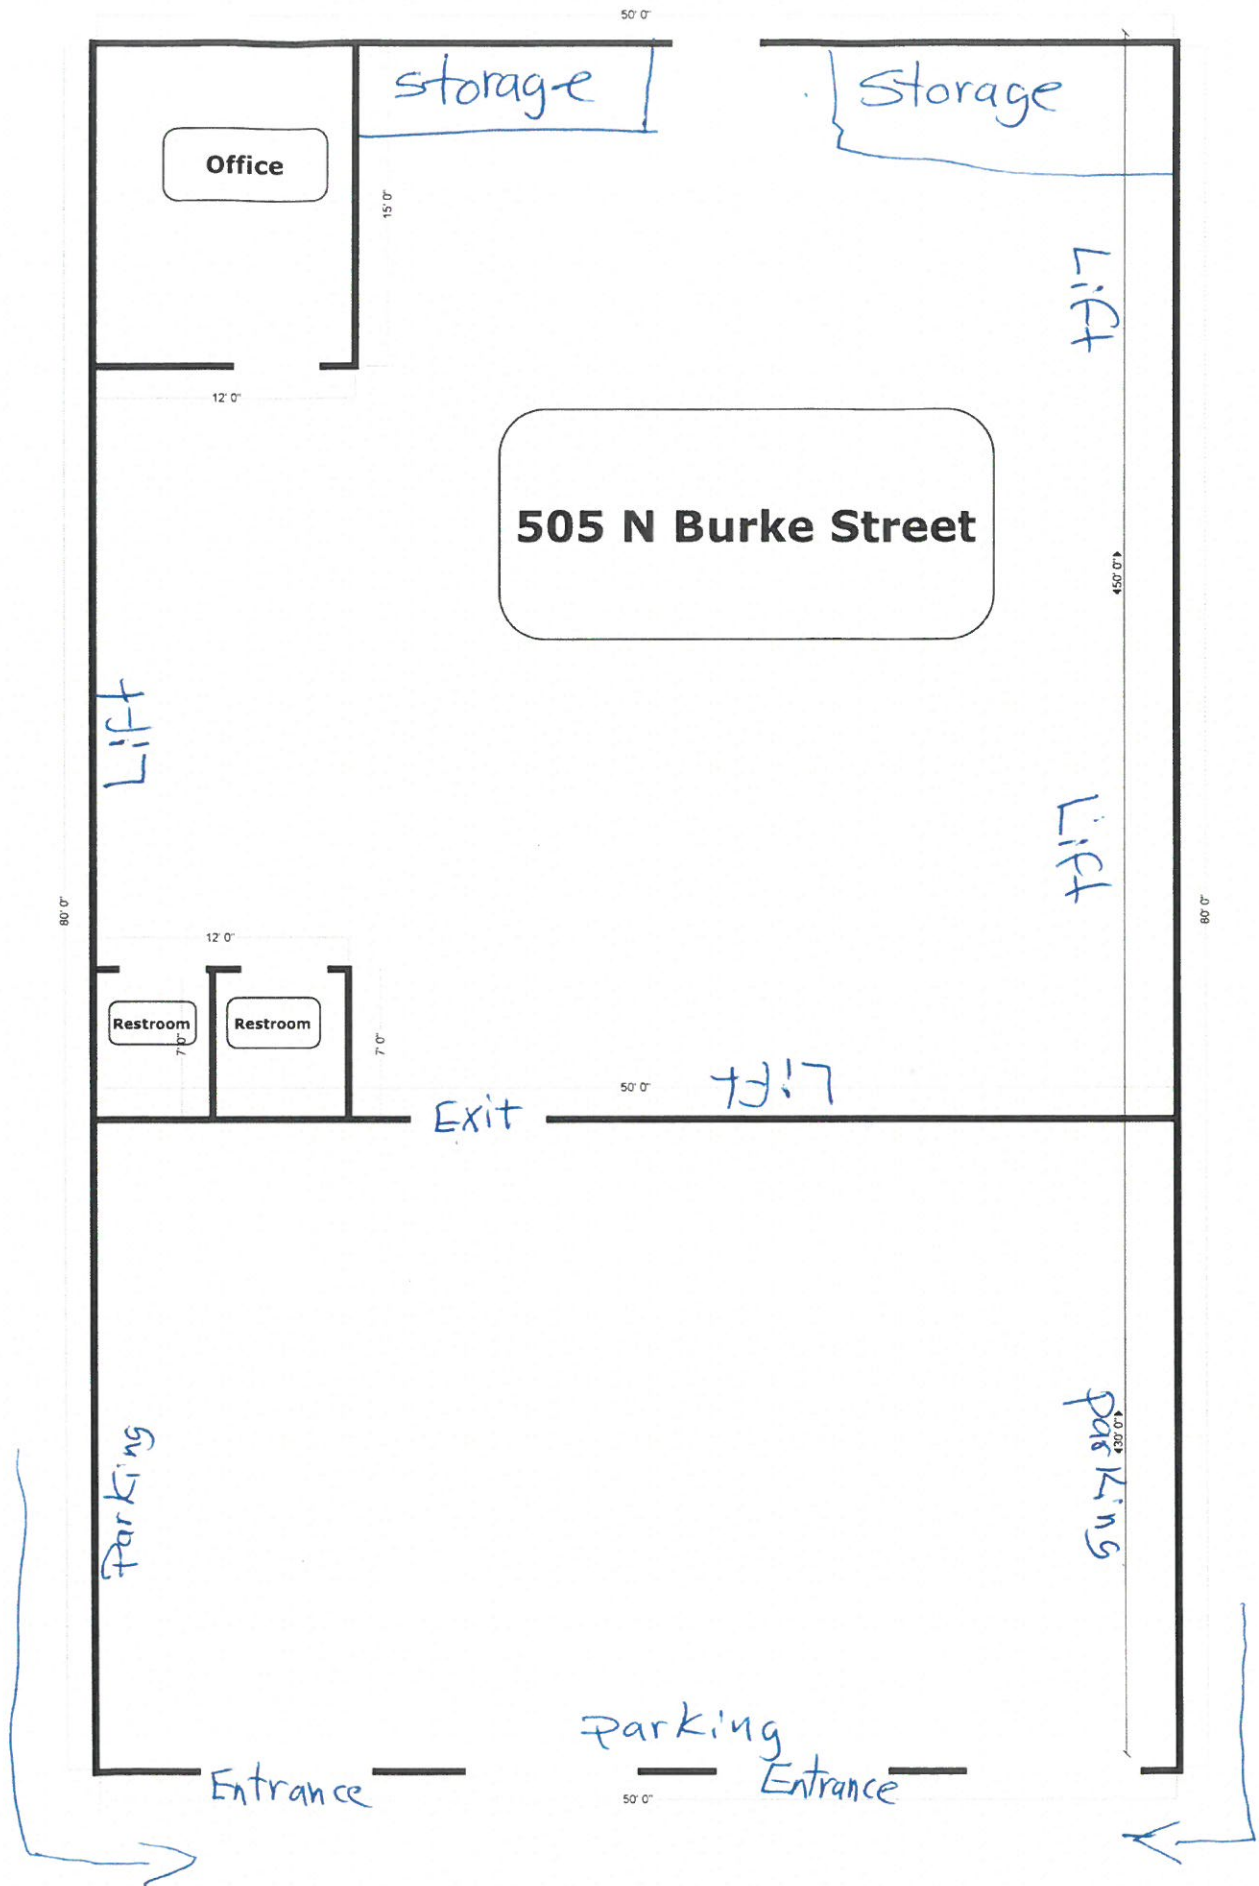 50' 0"
storage
Storage
Office
15' 0"
Lift
12' 0"
505 N Burke Street
450' 0"
Lift
Lift
80' 0"
80' 0"
12' 0"
Restroom
Restroom
7' 0"
7' 0"
50' 0"
Lift
Exit
Parking
Parking
430' 0"
Parking
Entrance
Entrance
50' 0"